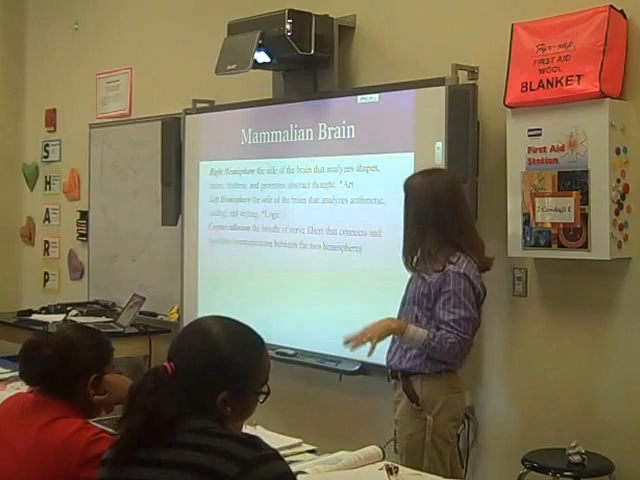 Mammalian Brain
Right Hemisphere the side of the brain that analyzes shapes,
and generates abstract thought. *Art
Left Hemisphere the side of the brain that analyzes arithmetic,
reading, and writing. *Logic
Corpus callosum the bundle of nerve fibers that connects and
communication between the two hemispheres
S
H
A
R
P
FIRST AID
WOOL
BLANKET
First Aid
Station